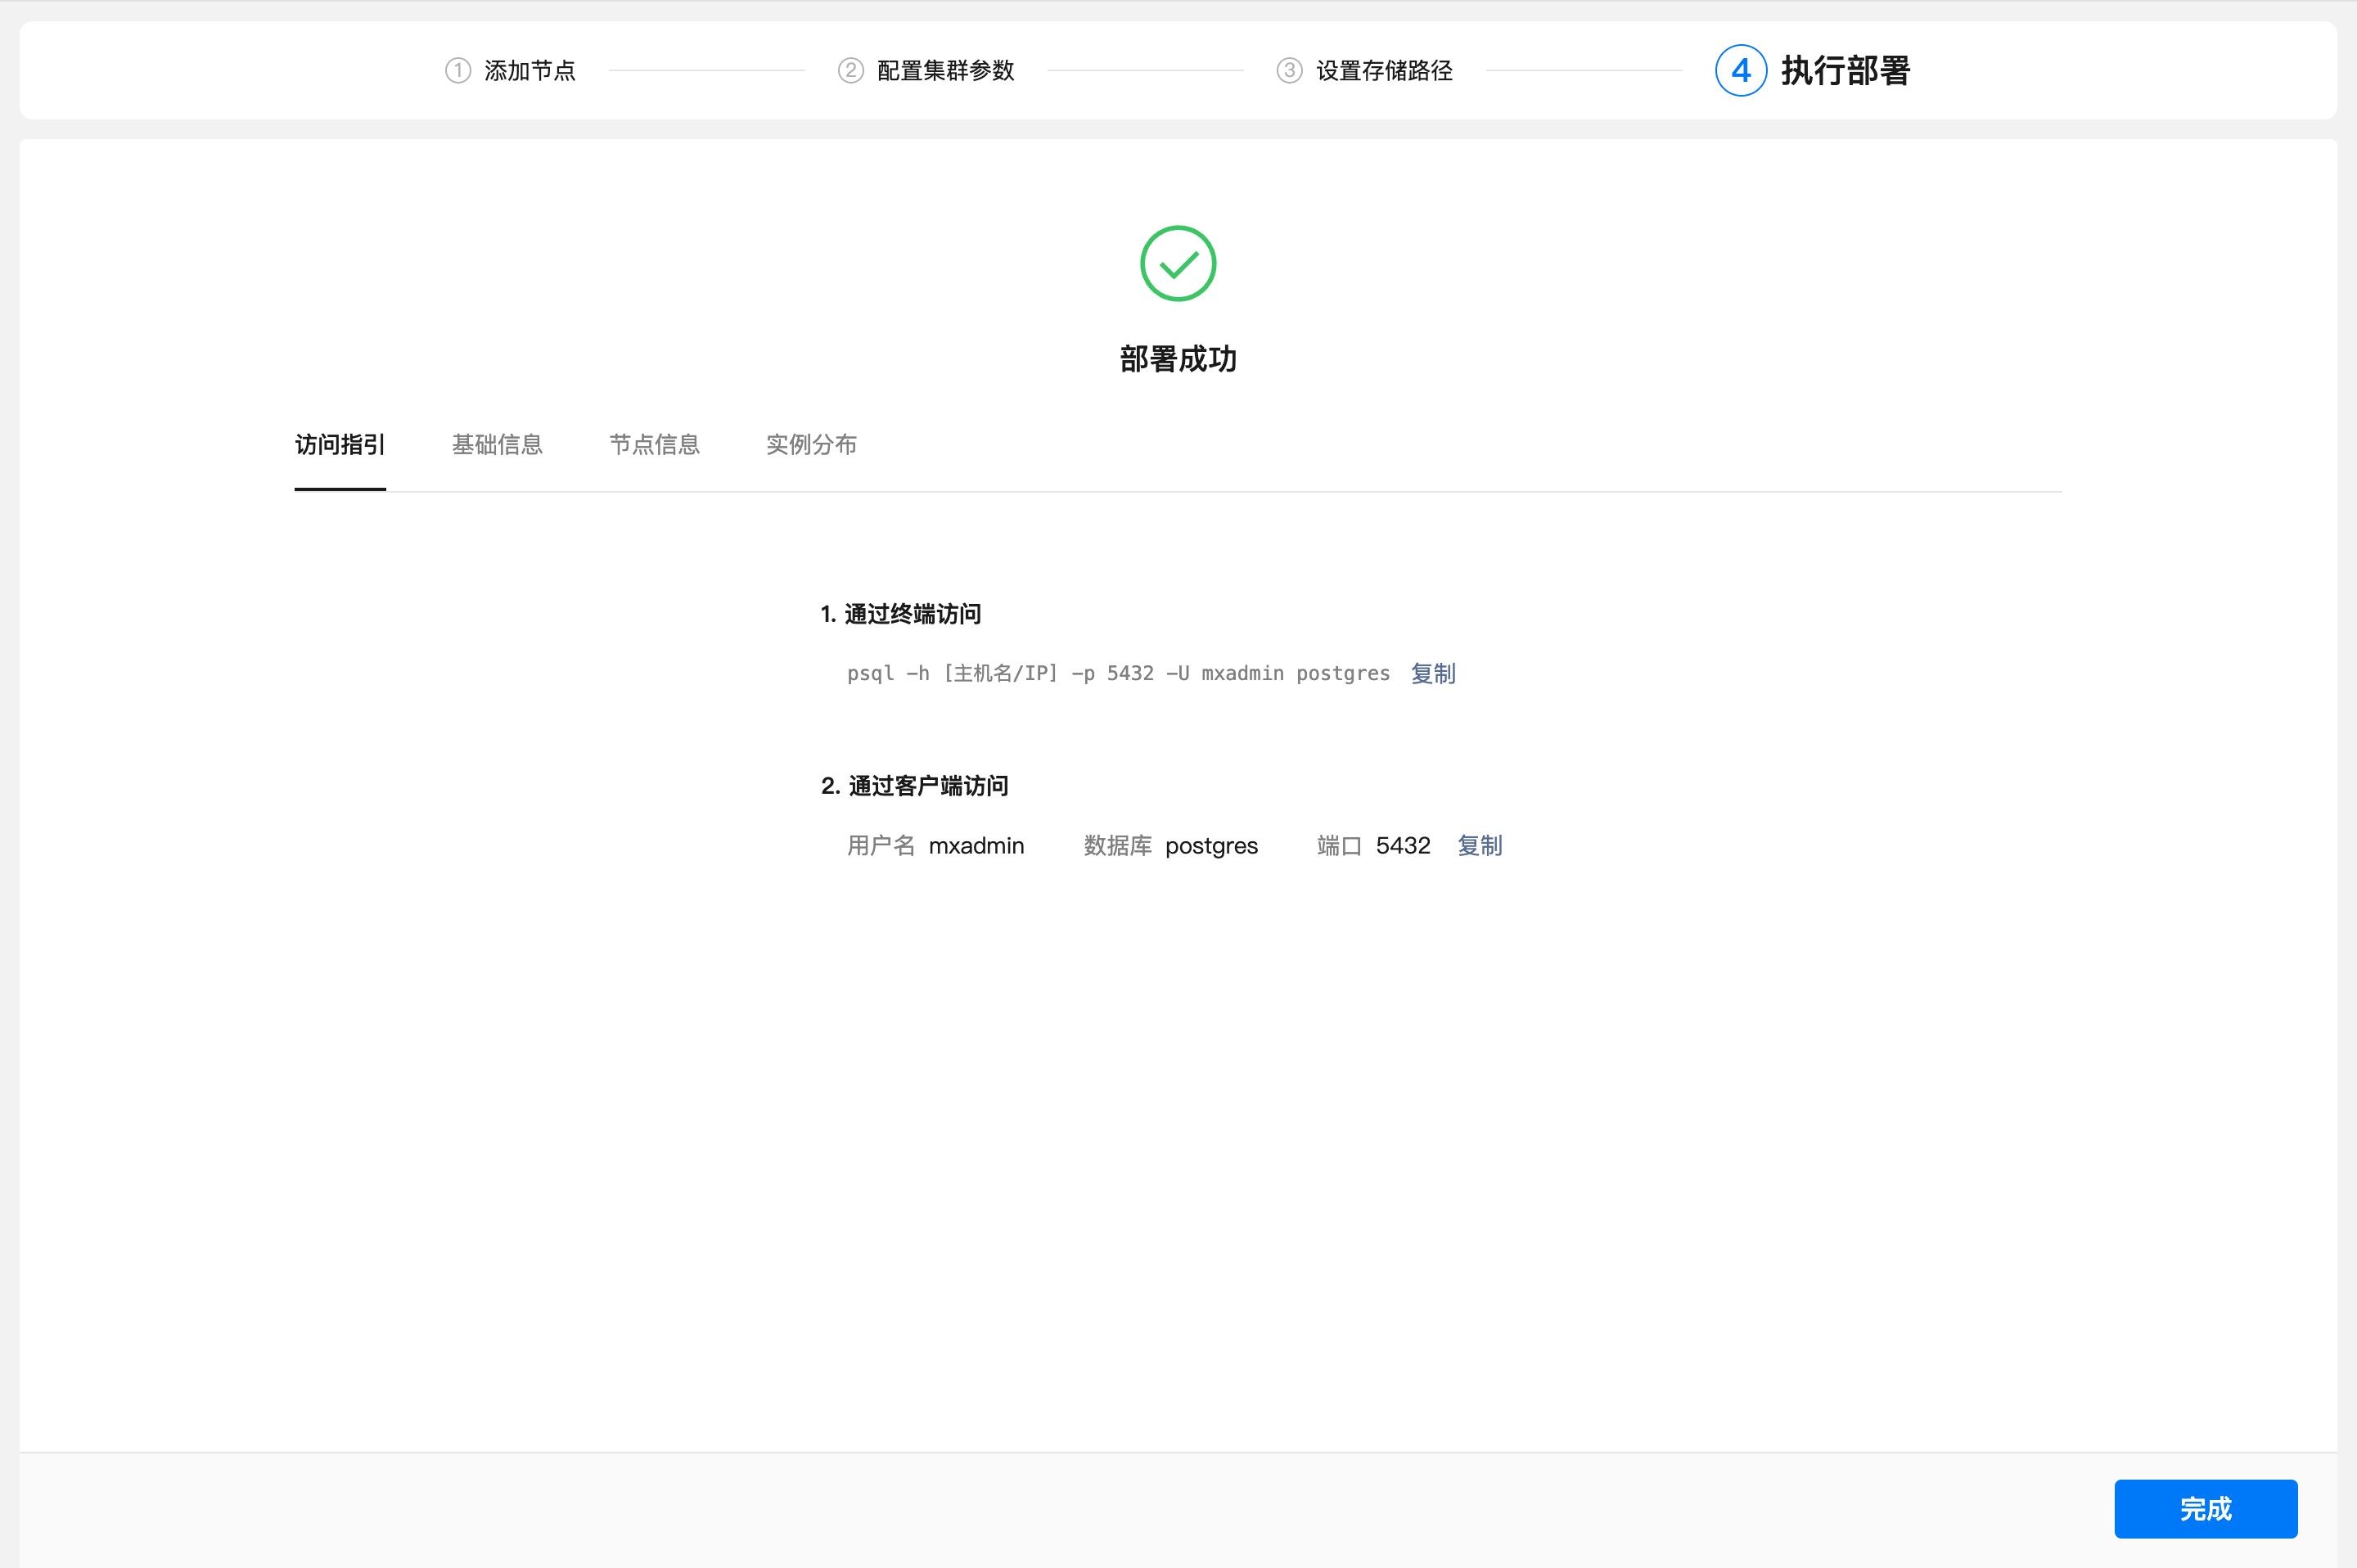 1 添加节点 2 配置集群参数 3 设置存储路径 4 执行部署
部署成功
访问指引 基础信息 节点信息 实例分布
1. 通过终端访问
psql -h [主机名/IP] -p 5432 -U mxadmin postgres 复制
2. 通过客户端访问
用户名 mxadmin 数据库 postgres 端口 5432 复制
完成